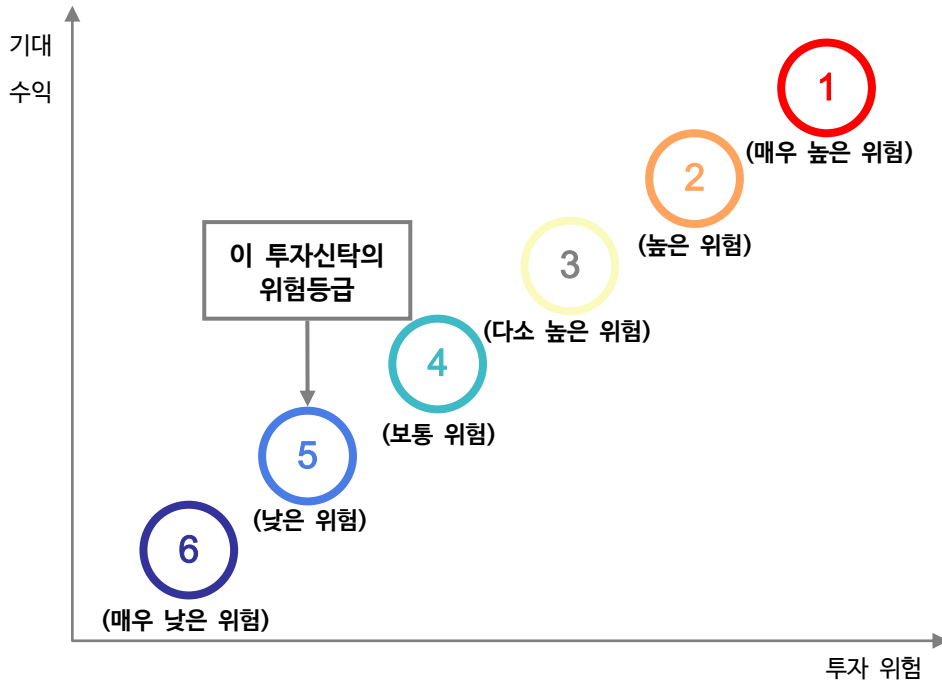 기대
수익
1
(매우 높은 위험)
2
(높은 위험)
이 투자신탁의
위험등급
3
(다소 높은 위험)
4
(보통 위험)
5
(낮은 위험)
6
(매우 낮은 위험)
투자 위험